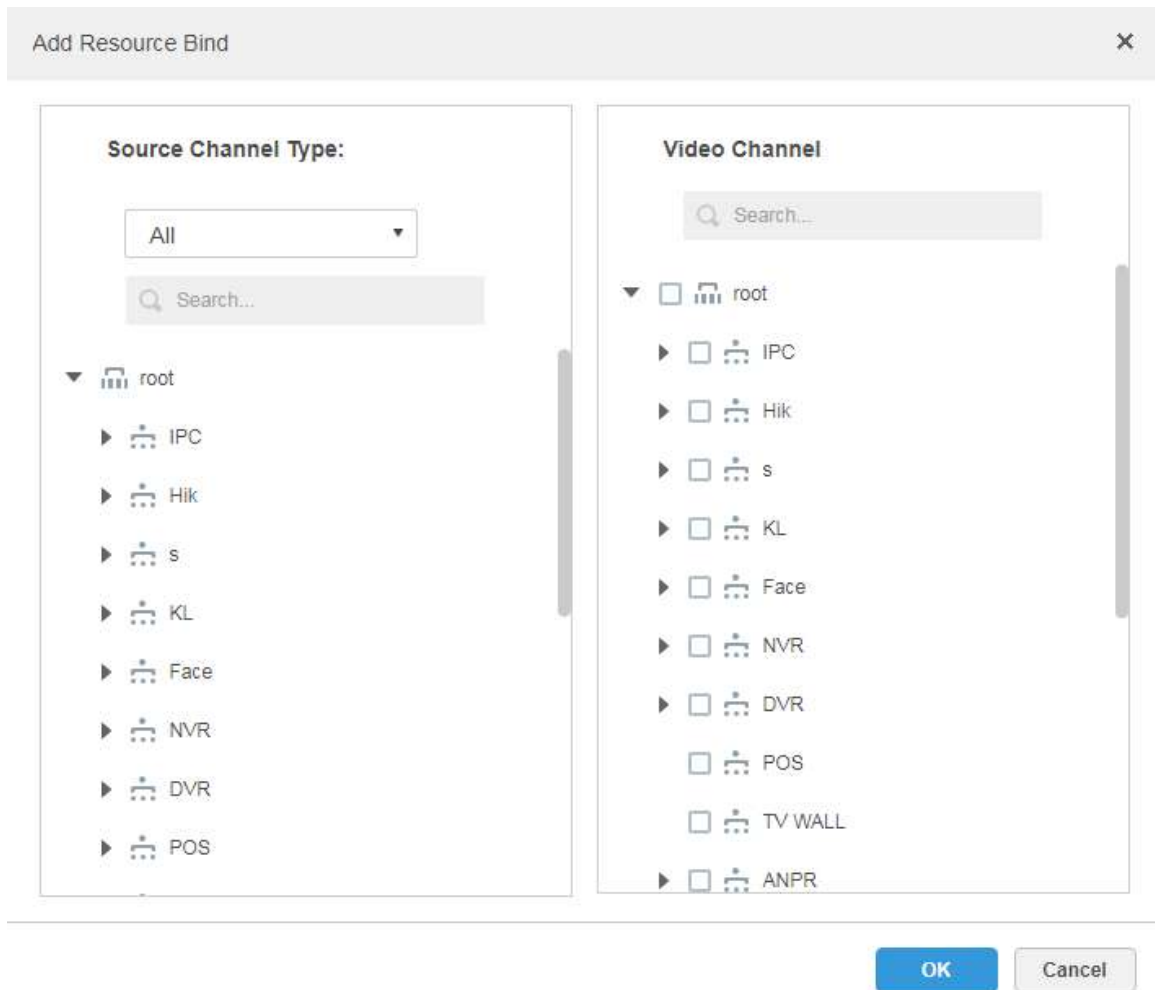 Add Resource Bind
Source Channel Type:
All
Search...
root
IPC
Hik
s
KL
Face
NVR
DVR
POS
Video Channel
Search...
root
IPC
Hik
s
KL
Face
NVR
DVR
POS
TV WALL
ANPR
OK
Cancel